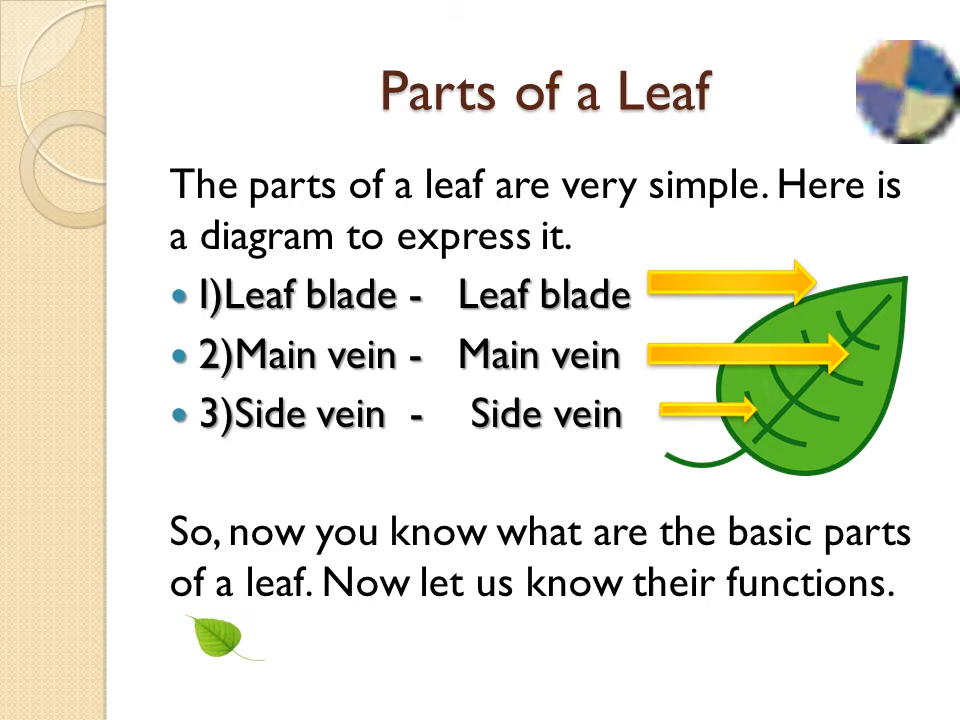 Parts of a Leaf
The parts of a leaf are very simple. Here is
a diagram to express it.
1)Leaf blade - Leaf blade
2)Main vein - Main vein
3)Side vein - Side vein
So, now you know what are the basic parts
of a leaf. Now let us know their functions.